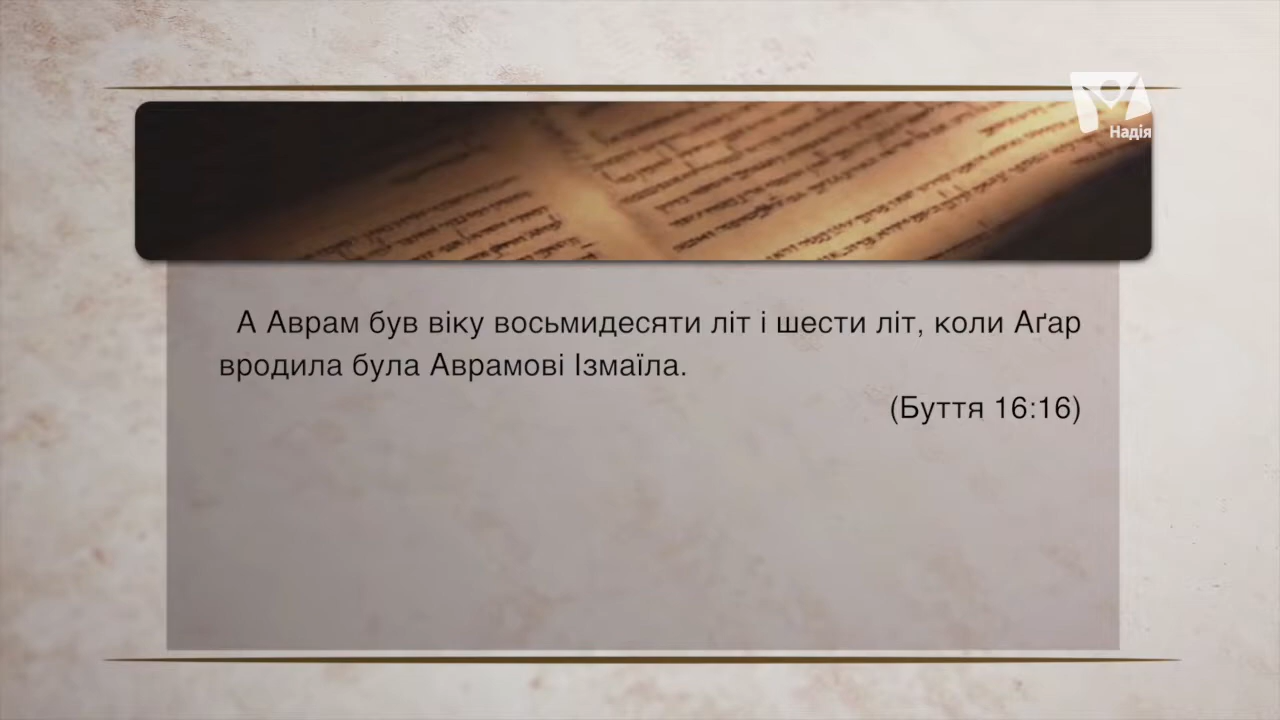 Надія
А Аврам був віку восьмидесяти літ і шести літ, коли Аґар
вродила була Аврамові Ізмаїла.
(Буття 16:16)